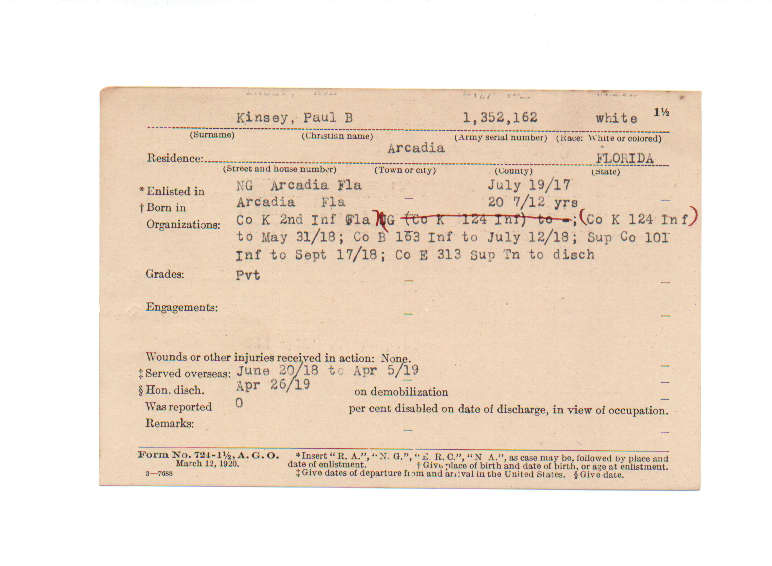 Kinsey, Paul B 1,352,162 white 1½
(Surname) (Christian name) (Army serial number) (Race: White or colored)
Arcadia
Residence: FLORIDA
(Street and house number) (Town or city) (County) (State)
* Enlisted in NG Arcadia Fla July 19/17
† Born in Arcadia Fla 20 7/12 yrs
Organizations: Co K 2nd Inf Fla NG (Co K 124 Inf) to -; (Co K 124 Inf)
to May 31/18; Co B 163 Inf to July 12/18; Sup Co 101
Inf to Sept 17/18; Co E 313 Sup Tn to disch
Grades: Pvt
Engagements:
Wounds or other injuries received in action: None.
‡ Served overseas: June 20/18 to Apr 5/19
§ Hon. disch. Apr 26/19 on demobilization
Was reported 0 per cent disabled on date of discharge, in view of occupation.
Remarks:
Form No. 724-1½, A. G. O. *Insert "R. A.", "N. G.", "E. R. C.", "N A.", as case may be, followed by place and
March 12, 1920. date of enlistment. † Give place of birth and date of birth, or age at enlistment.
3—7688 ‡ Give dates of departure from and arrival in the United States. § Give date.